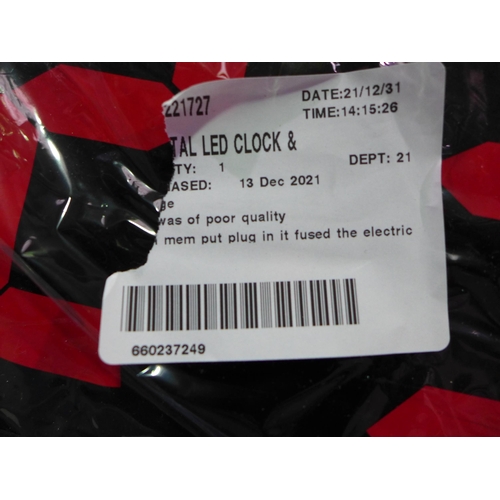 221727 DATE:21/12/31
TIME:14:15:26
TAL LED CLOCK &
TY: 1 DEPT: 21
ASED: 13 Dec 2021
ge
was of poor quality
mem put plug in it fused the electric
660237249